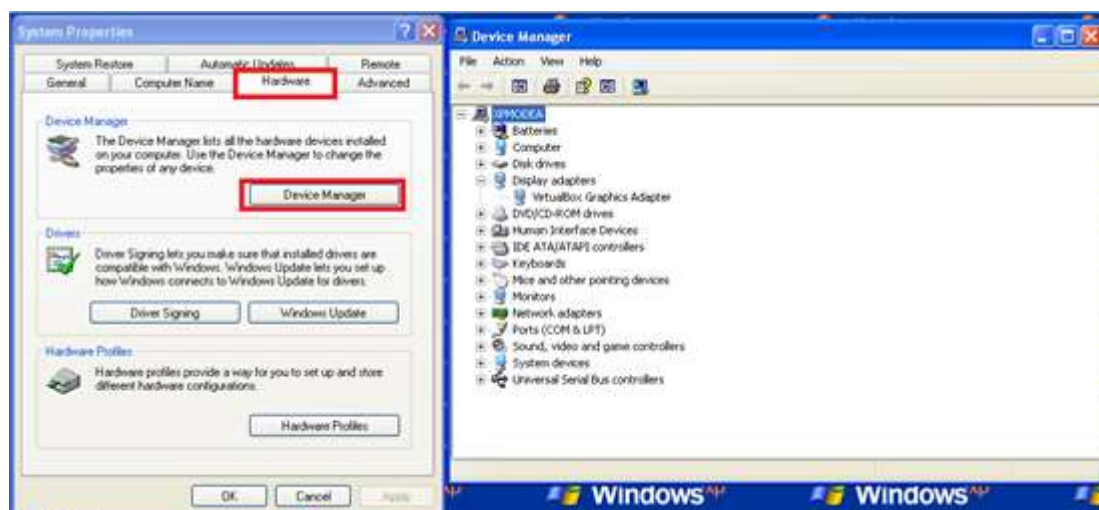 System Properties
System Restore Automatic Updates Remote
General Computer Name Hardware Advanced
Device Manager
The Device Manager lists all the hardware devices installed
on your computer. Use the Device Manager to change the
properties of any device.
Device Manager
Drivers
Driver Signing lets you make sure that installed drivers are
compatible with Windows. Windows Update lets you set up
how Windows connects to Windows Update for drivers.
Driver Signing Windows Update
Hardware Profiles
Hardware profiles provide a way for you to set up and store
different hardware configurations.
Hardware Profiles
OK Cancel Apply
Device Manager
File Action View Help
XPMODEA
Batteries
Computer
Disk drives
Display adapters
VirtualBox Graphics Adapter
DVD/CD-ROM drives
Human Interface Devices
IDE ATA/ATAPI controllers
Keyboards
Mice and other pointing devices
Monitors
Network adapters
Ports (COM & LPT)
Sound, video and game controllers
System devices
Universal Serial Bus controllers
xp Windows xp Windows xp